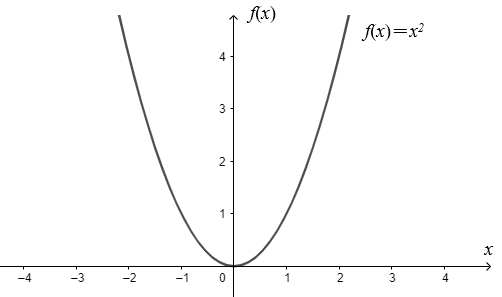 f(x)
f(x)=x²
4
3
2
1
x
–4 –3 –2 –1 0 1 2 3 4